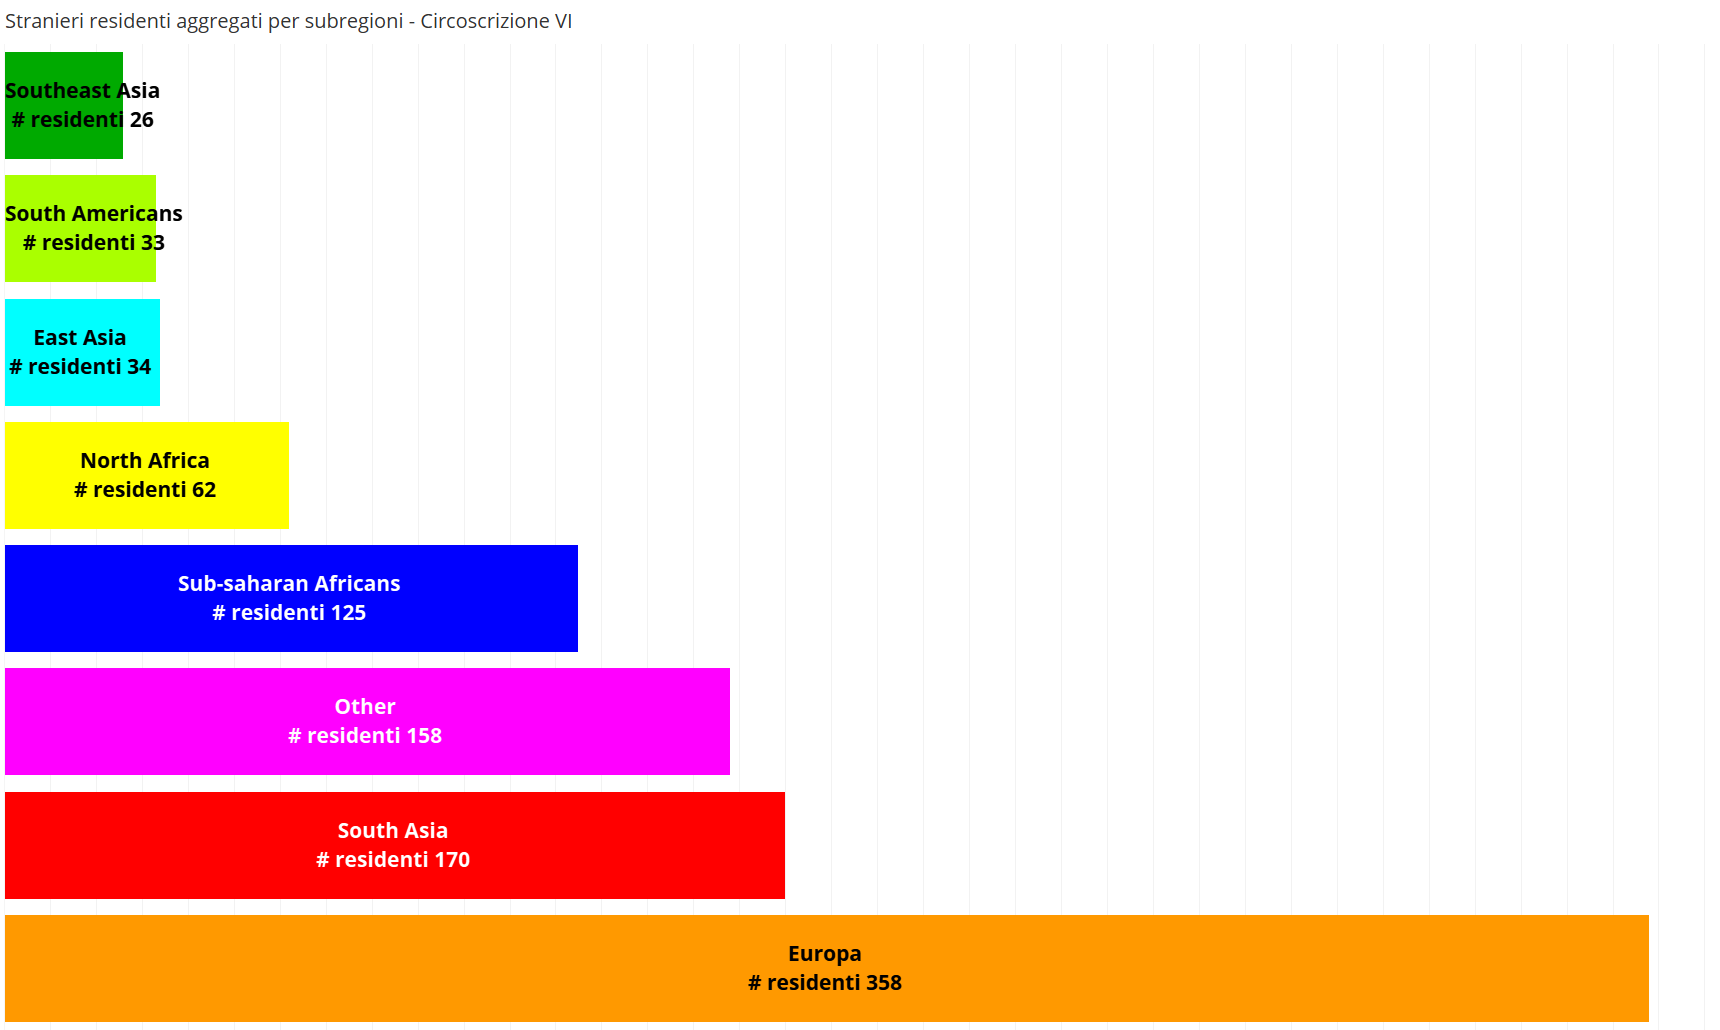 Stranieri residenti aggregati per subregioni - Circoscrizione VI
Southeast Asia
# residenti 26
South Americans
# residenti 33
East Asia
# residenti 34
North Africa
# residenti 62
Sub-saharan Africans
# residenti 125
Other
# residenti 158
South Asia
# residenti 170
Europa
# residenti 358